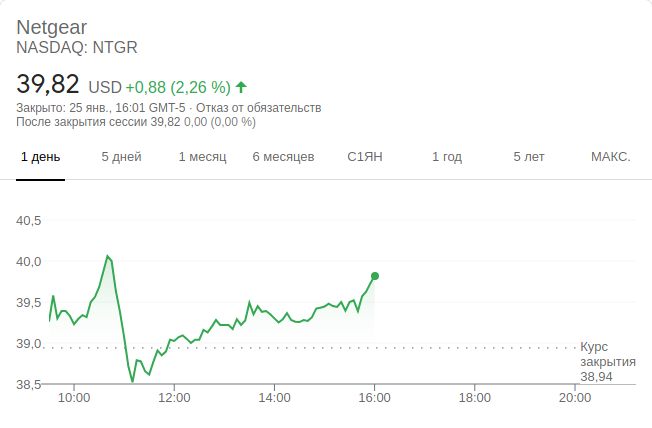 Netgear
NASDAQ: NTGR
39,82 USD +0,88 (2,26 %)
Закрыто: 25 янв., 16:01 GMT-5 · Отказ от обязательств
После закрытия сессии 39,82 0,00 (0,00 %)
1 день 5 дней 1 месяц 6 месяцев С1ЯН 1 год 5 лет МАКС.
40,5
40,0
39,5
39,0
38,5
Курс
закрытия
38,94
10:00 12:00 14:00 16:00 18:00 20:00